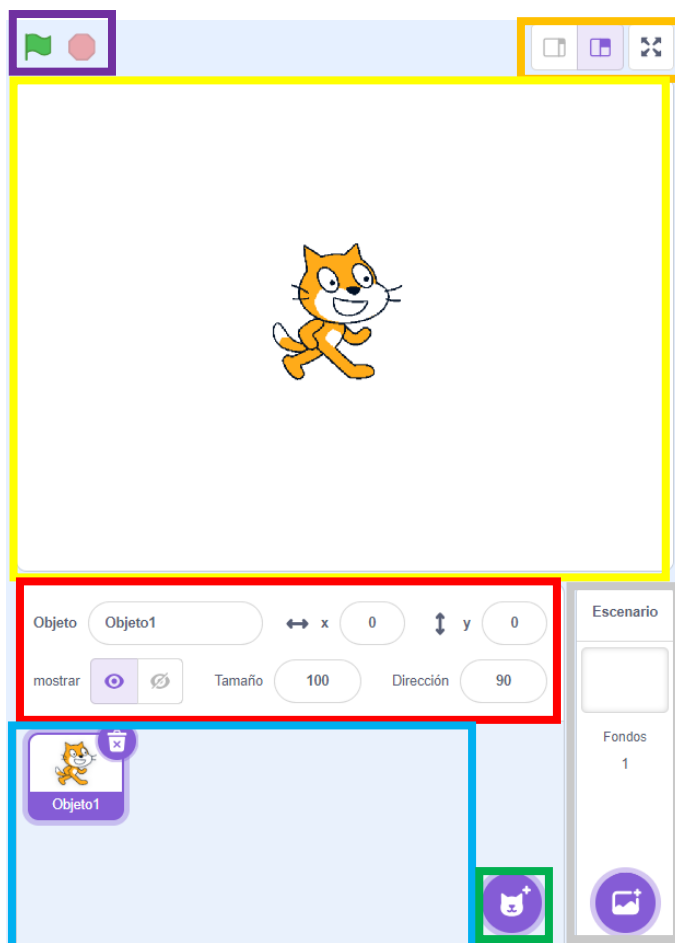 Objeto Objeto1 x 0 y 0
mostrar Tamaño 100 Dirección 90
Objeto1
Escenario
Fondos
1